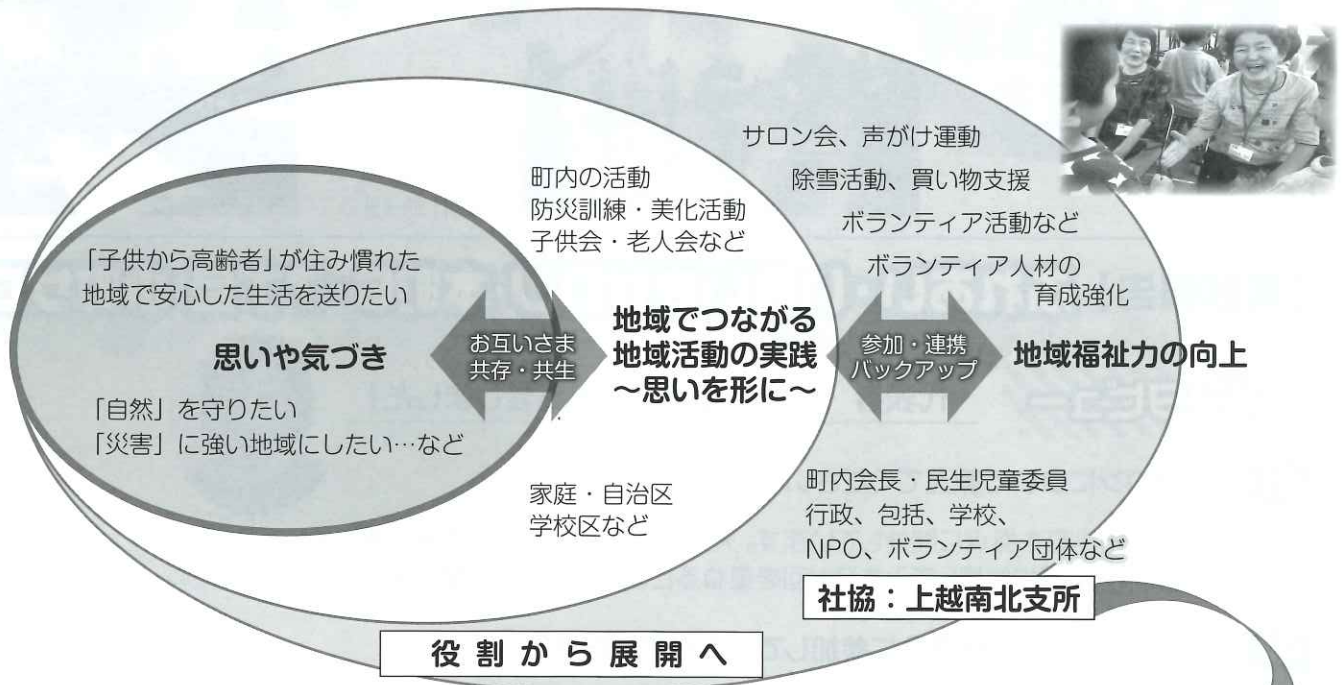 「子供から高齢者」が住み慣れた
地域で安心した生活を送りたい
思いや気づき
「自然」を守りたい
「災害」に強い地域にしたい…など
お互いさま
共存・共生
町内の活動
防災訓練・美化活動
子供会・老人会など
地域でつながる
地域活動の実践
～思いを形に～
家庭・自治区
学校区など
参加・連携
バックアップ
サロン会、声がけ運動
除雪活動、買い物支援
ボランティア活動など
ボランティア人材の
育成強化
地域福祉力の向上
町内会長・民生児童委員
行政、包括、学校、
NPO、ボランティア団体など
社協：上越南北支所
役割から展開へ